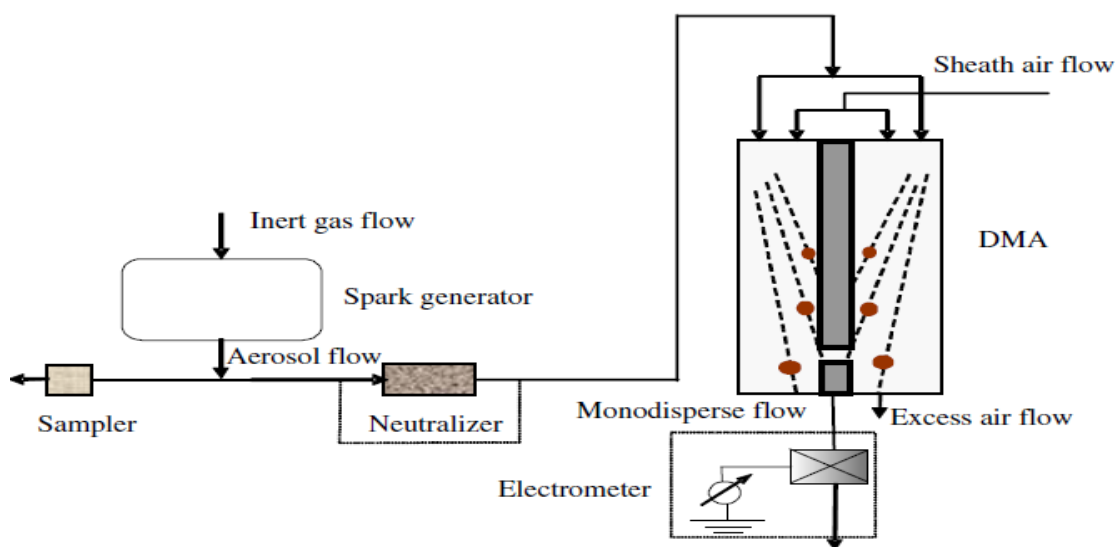 Sheath air flow
Inert gas flow
DMA
Spark generator
Aerosol flow
Sampler
Neutralizer
Monodisperse flow
Excess air flow
Electrometer